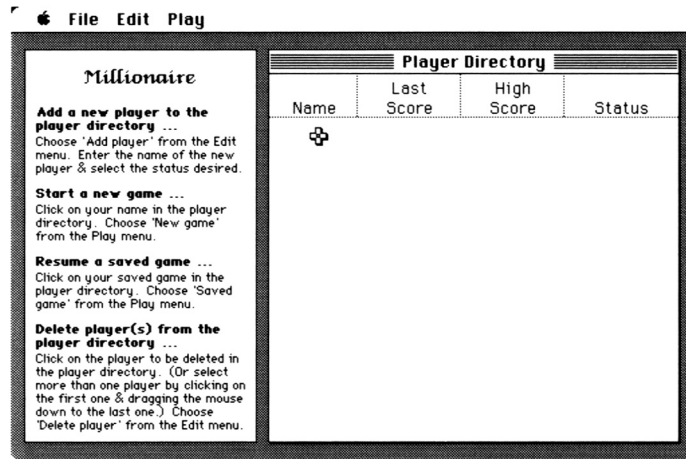 File Edit Play
Millionaire
Add a new player to the
player directory ...
Choose 'Add player' from the Edit
menu. Enter the name of the new
player & select the status desired.
Start a new game ...
Click on your name in the player
directory. Choose 'New game'
from the Play menu.
Resume a saved game ...
Click on your saved game in the
player directory. Choose 'Saved
game' from the Play menu.
Delete player(s) from the
player directory ...
Click on the player to be deleted in
the player directory. (Or select
more than one player by clicking on
the first one & dragging the mouse
down to the last one.) Choose
'Delete player' from the Edit menu.
Player Directory
Name Last Score High Score Status